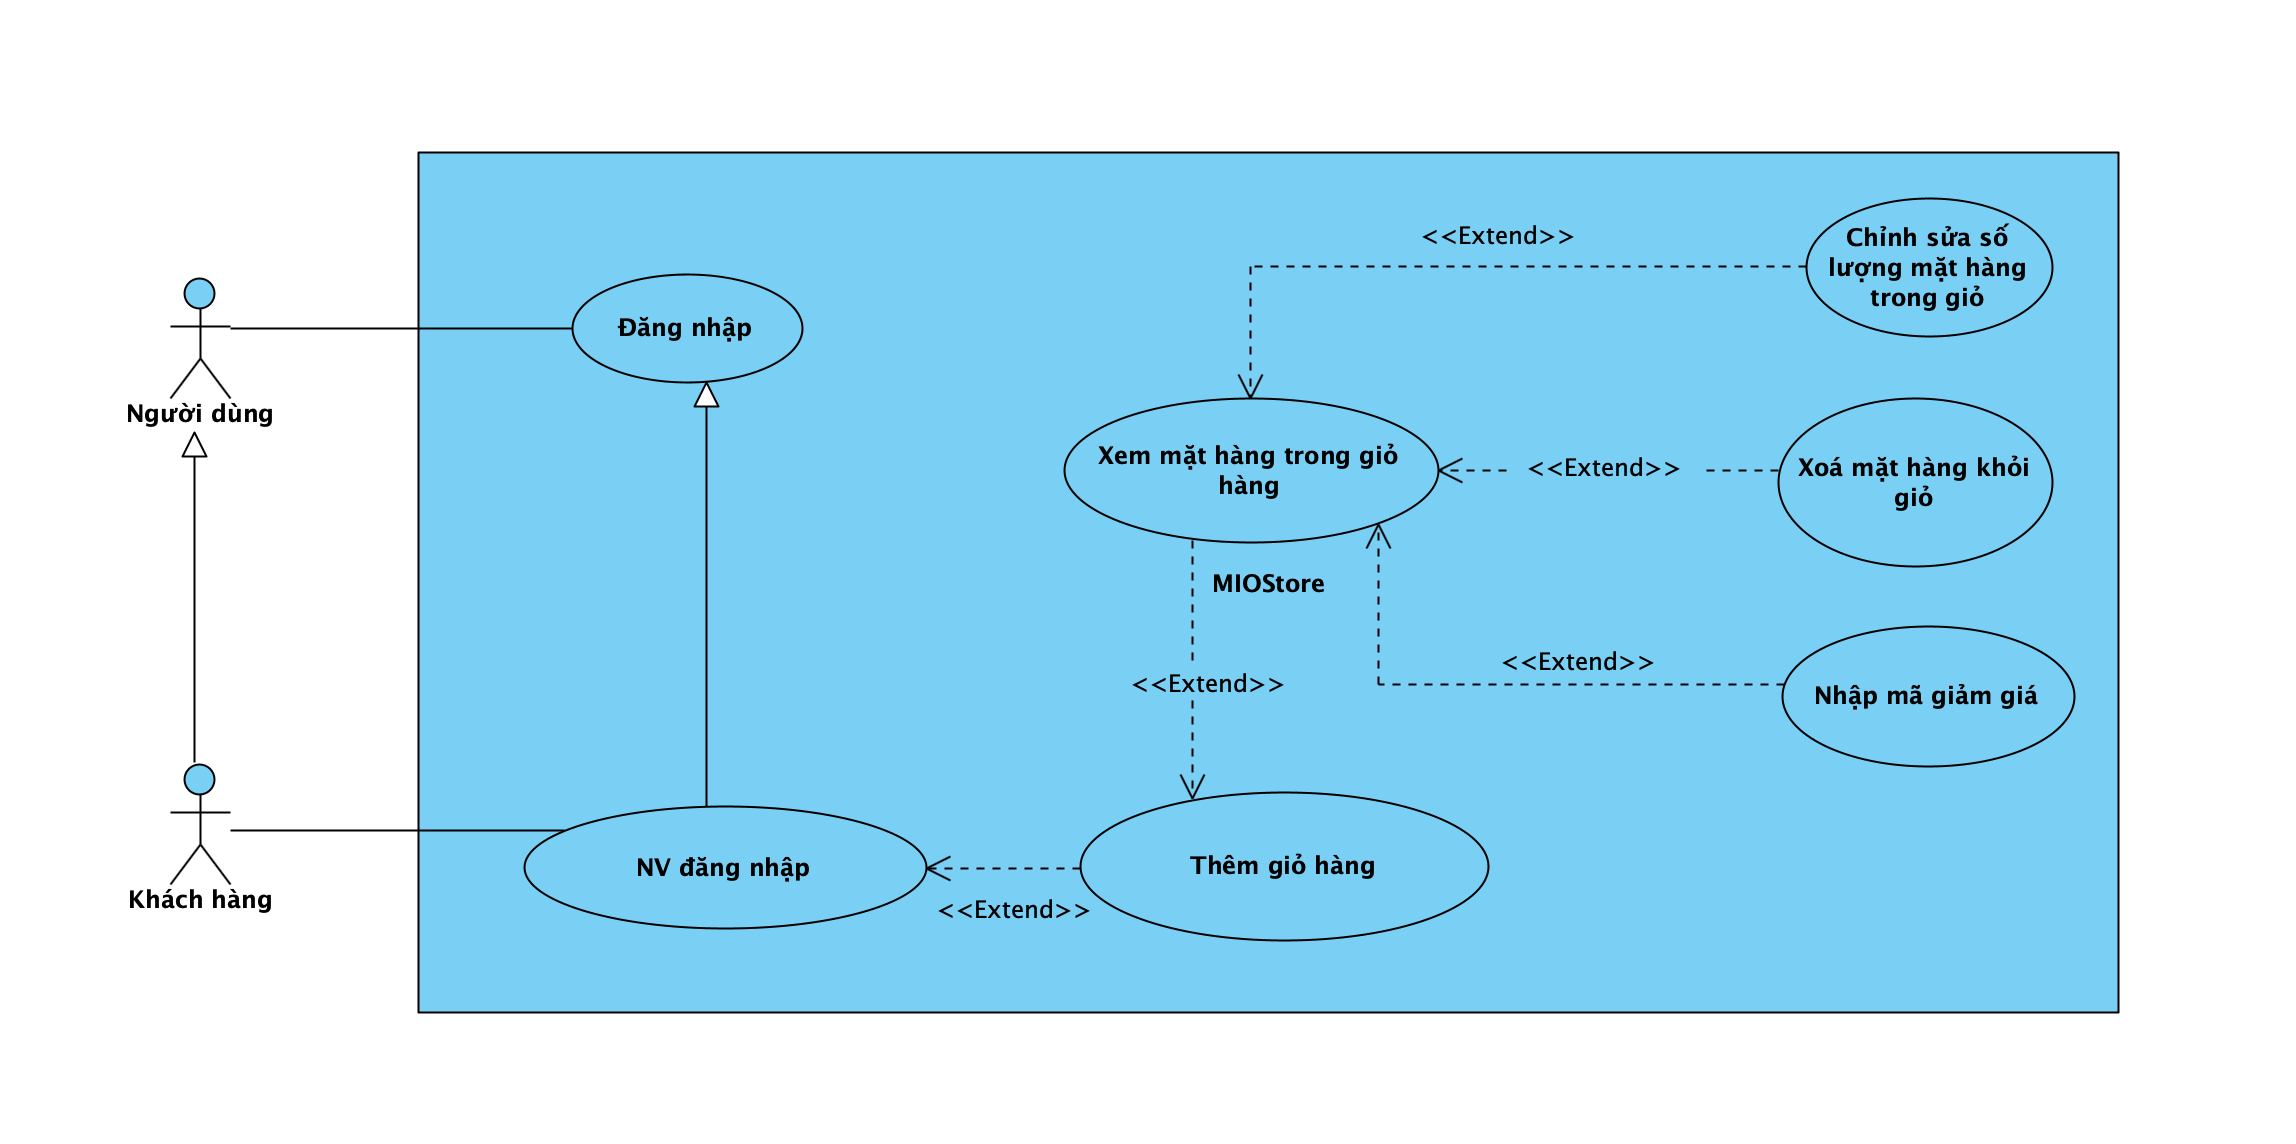 <<Extend>>
Chỉnh sửa số
lượng mặt hàng
trong giỏ
Đăng nhập
Người dùng
Xem mặt hàng trong giỏ
hàng
<<Extend>>
Xoá mặt hàng khỏi
giỏ
MIOStore
<<Extend>>
<<Extend>>
Nhập mã giảm giá
NV đăng nhập
Thêm giỏ hàng
Khách hàng
<<Extend>>